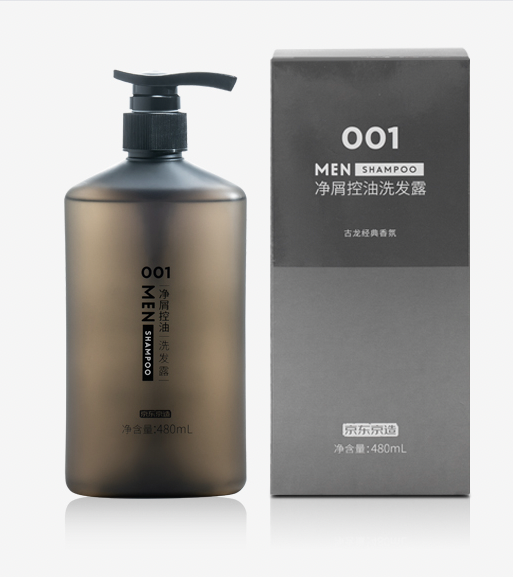 001
MEN
SHAMPOO
净屑控油
洗发露
京东京造
净含量:480mL
001
MEN SHAMPOO
净屑控油洗发露
古龙经典香氛
京东京造
净含量:480mL